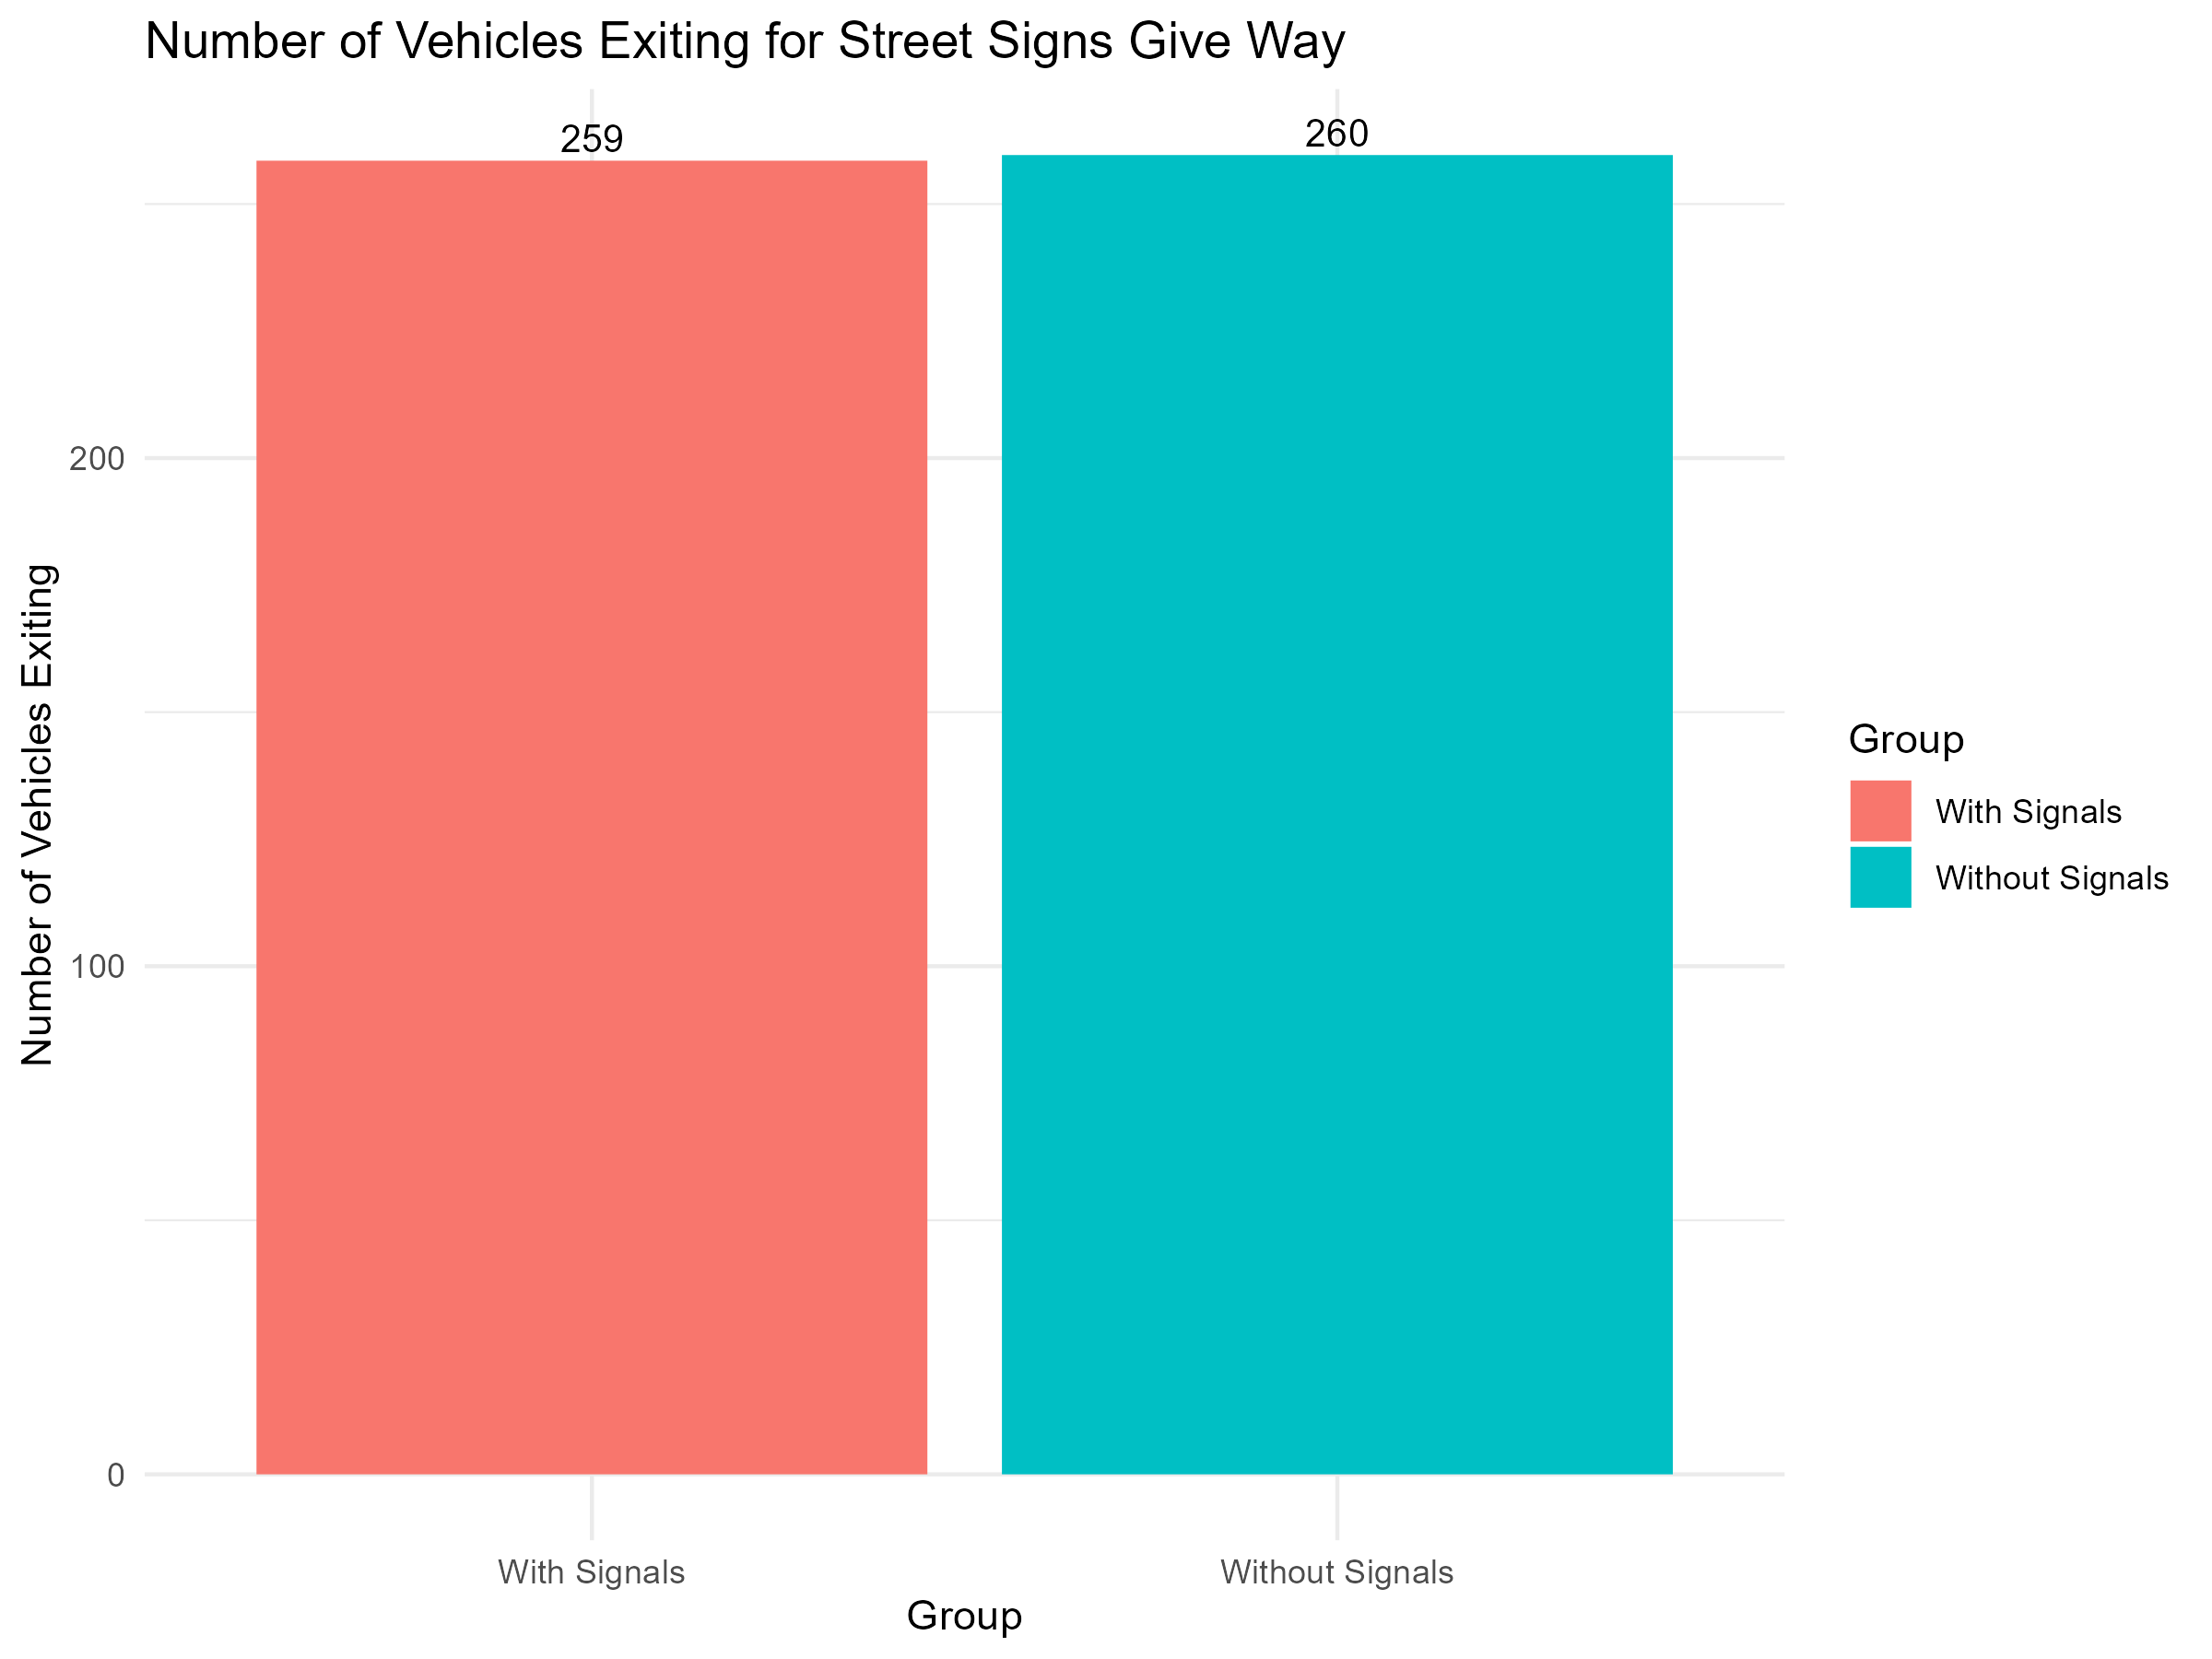 Number of Vehicles Exiting for Street Signs Give Way
259
260
200
100
0
Number of Vehicles Exiting
With Signals
Without Signals
Group
Group
With Signals
Without Signals